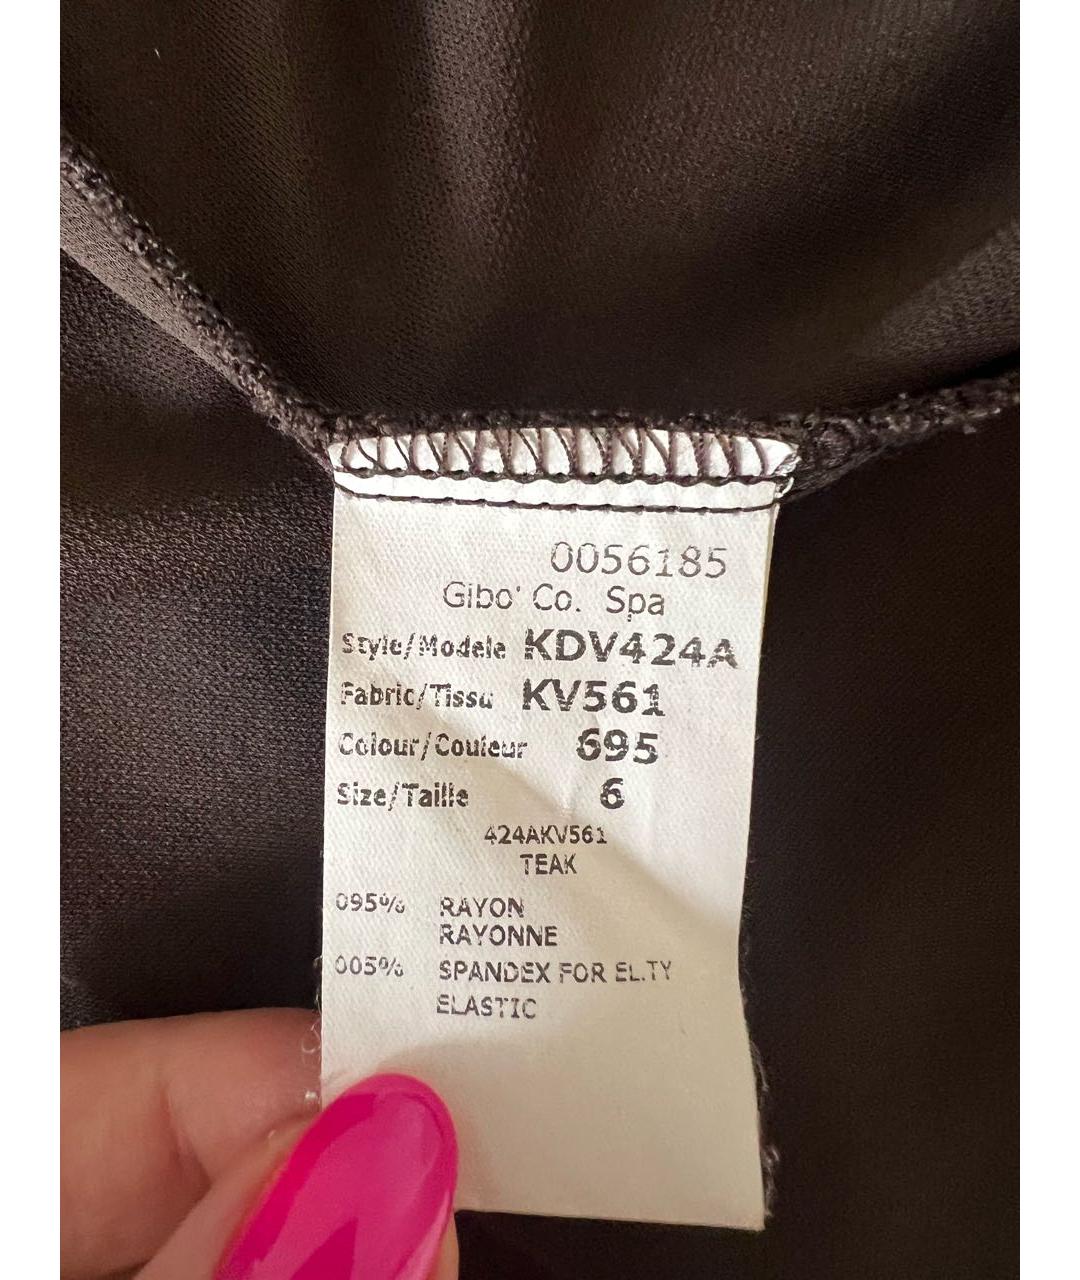 0056185
Gibo' Co. Spa
Style/Modele KDV424A
Fabric/Tissu KV561
Colour/Couleur 695
Size/Taille 6
424AKV561
TEAK
095% RAYON
RAYONNE
005% SPANDEX FOR EL.TY
ELASTIC